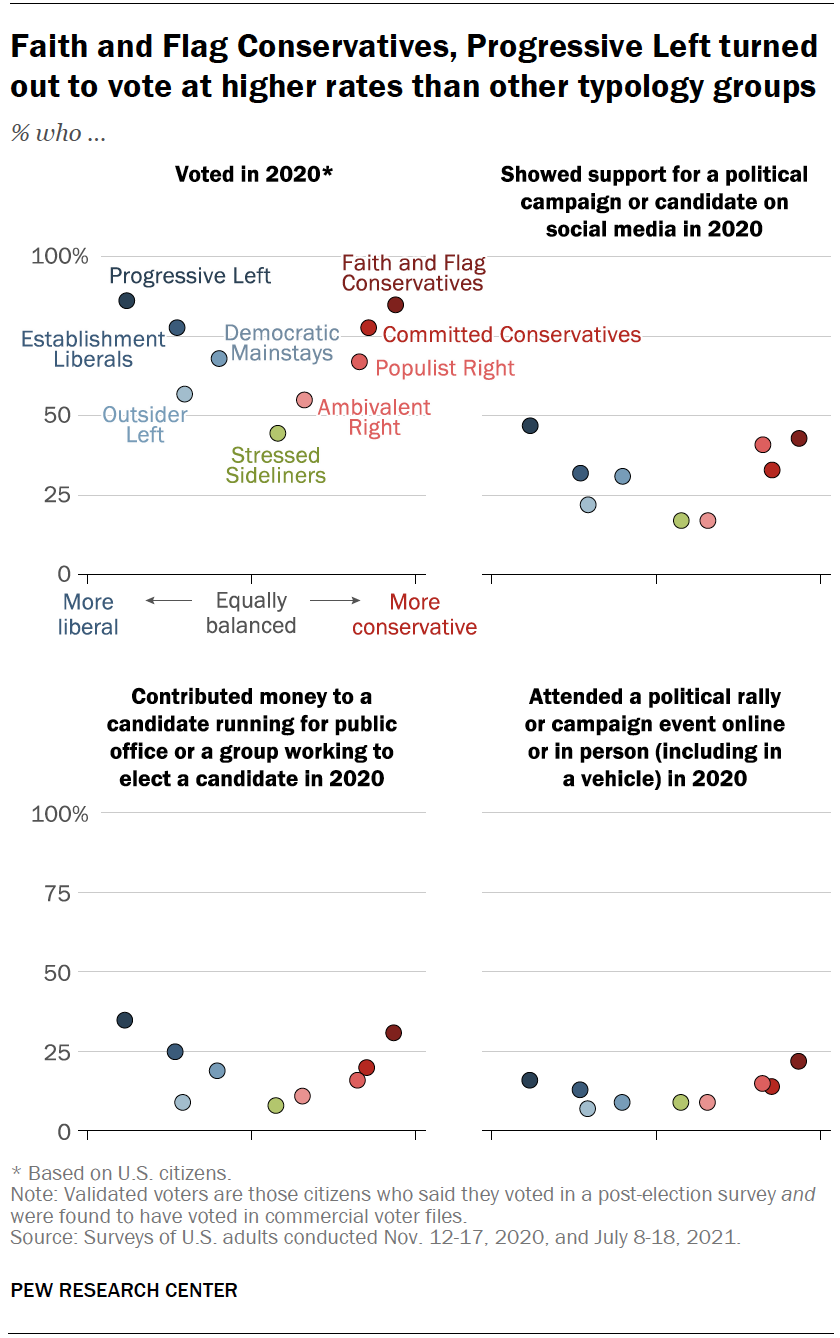 Faith and Flag Conservatives, Progressive Left turned
out to vote at higher rates than other typology groups
% who ...
Voted in 2020*
Showed support for a political
campaign or candidate on
social media in 2020
100%
Progressive Left
Faith and Flag
Conservatives
Establishment
Liberals
Democratic
Mainstays
Committed Conservatives
Populist Right
50
Outsider
Left
Ambivalent
Right
Stressed
Sideliners
25
0
More
liberal
Equally
balanced
More
conservative
Contributed money to a
candidate running for public
office or a group working to
elect a candidate in 2020
Attended a political rally
or campaign event online
or in person (including in
a vehicle) in 2020
100%
75
50
25
0
* Based on U.S. citizens.
Note: Validated voters are those citizens who said they voted in a post-election survey and
were found to have voted in commercial voter files.
Source: Surveys of U.S. adults conducted Nov. 12-17, 2020, and July 8-18, 2021.
PEW RESEARCH CENTER